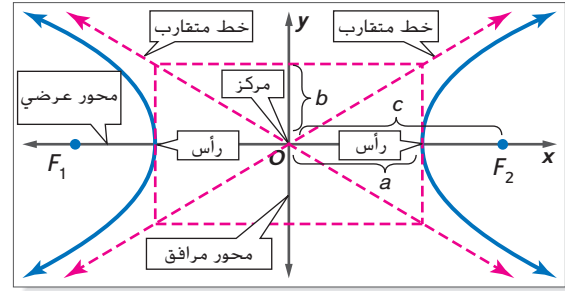 خط متقارب
y
خط متقارب
مركز
b
محور عرضي
c
رأس
رأس
x
F1
O
a
F2
محور مرافق